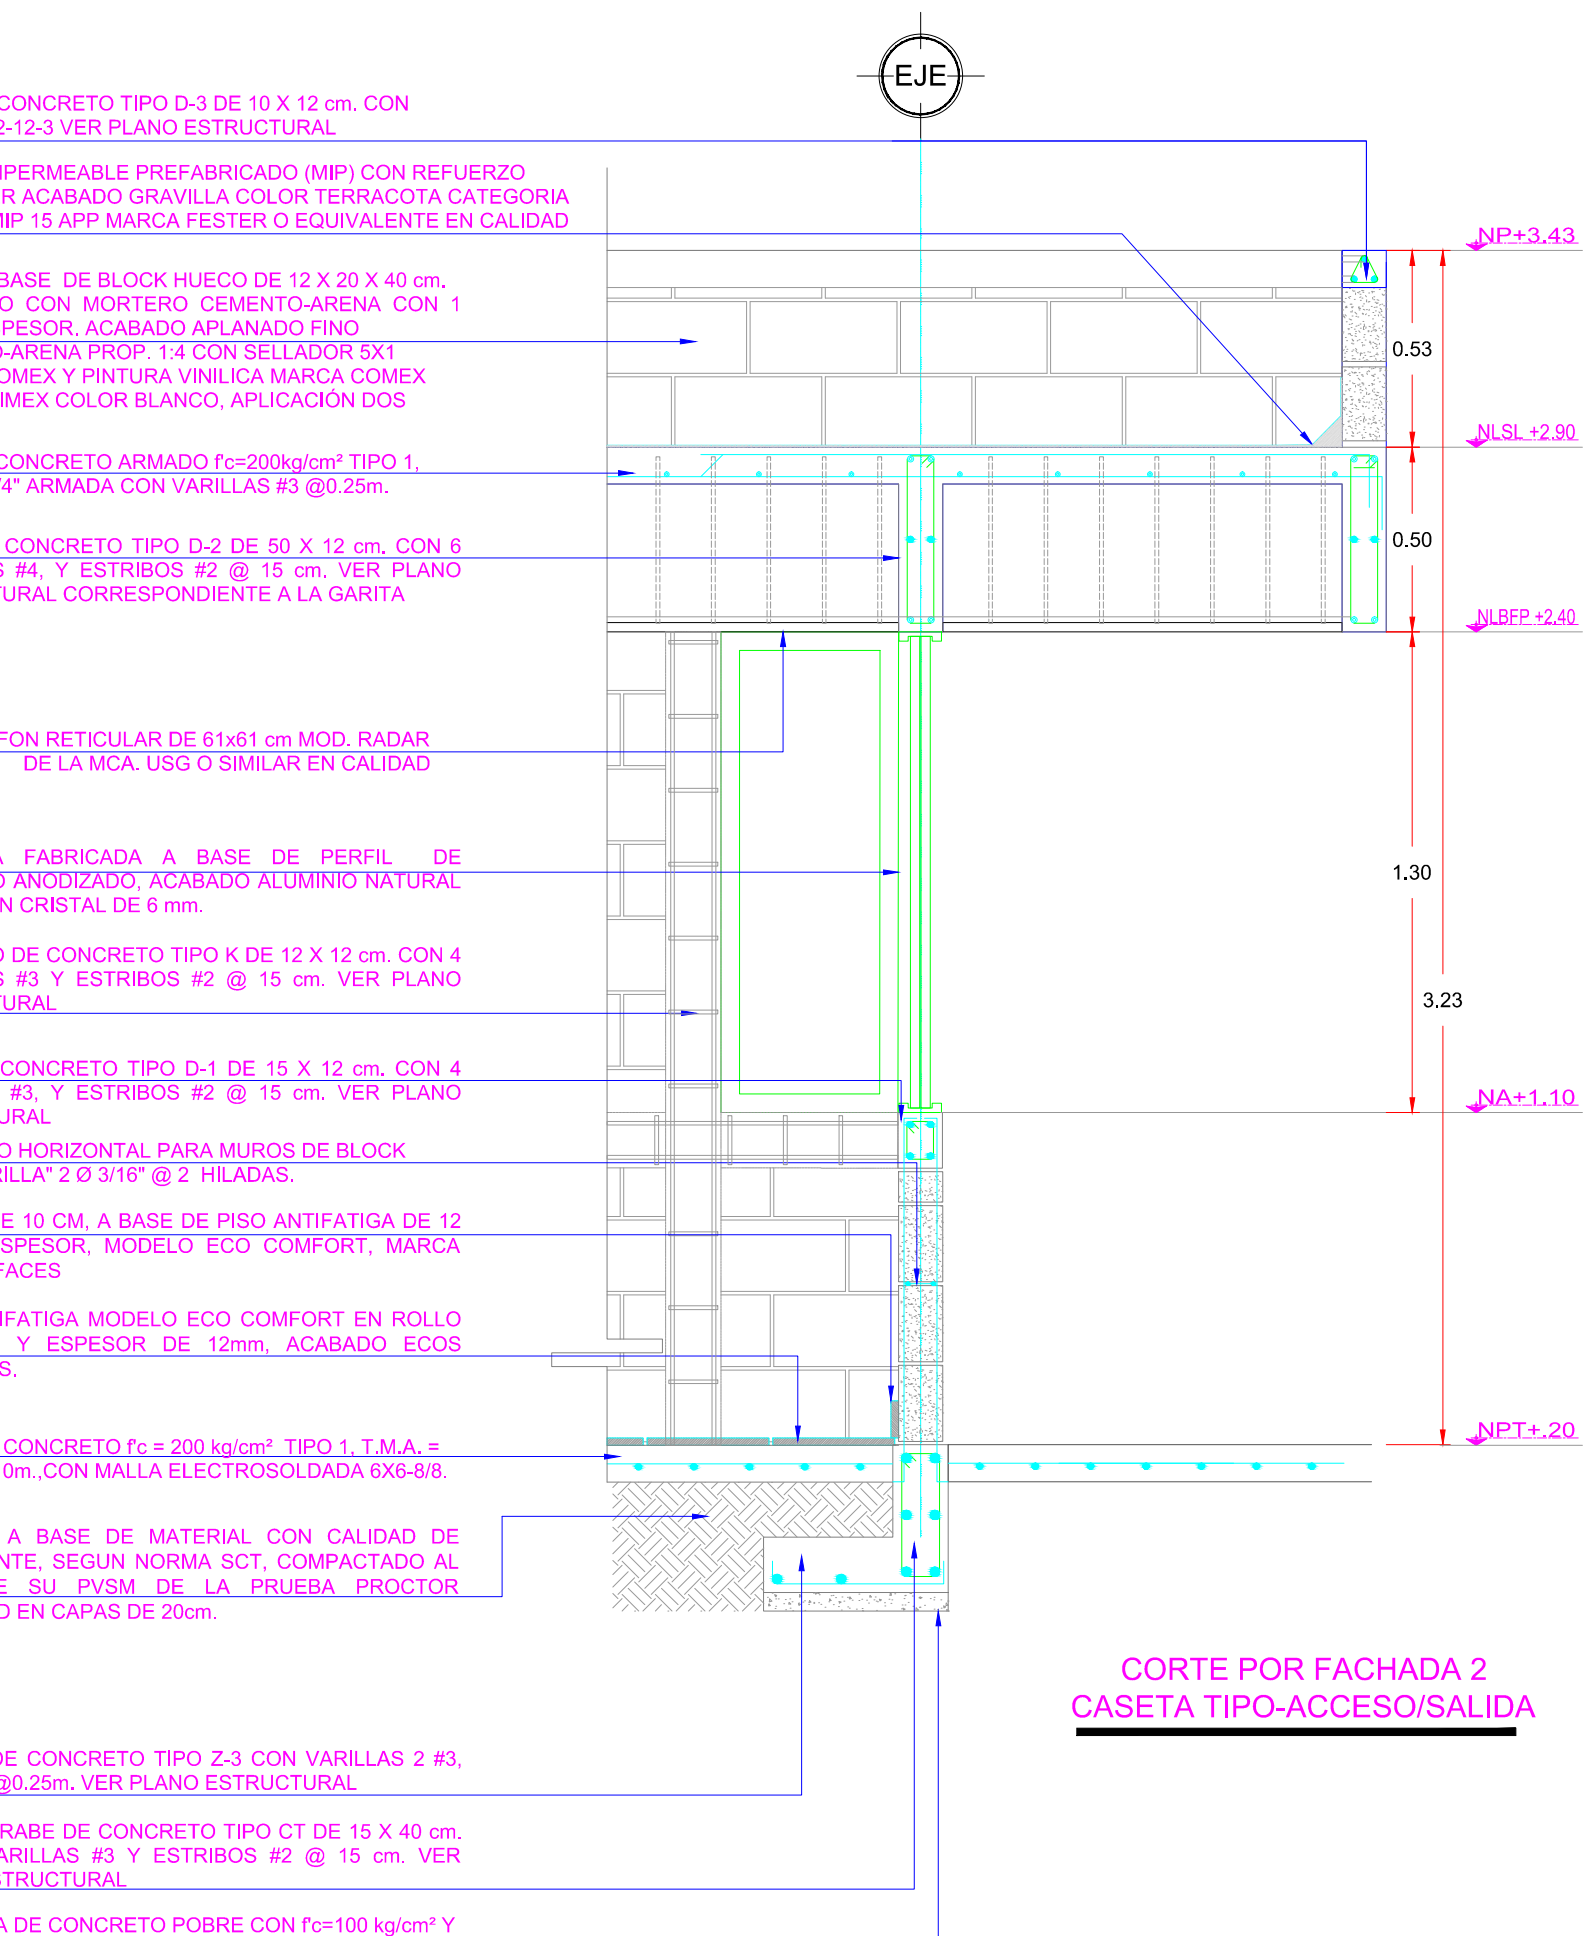 EJE
CONCRETO TIPO D-3 DE 10 X 12 cm. CON
2-12-3 VER PLANO ESTRUCTURAL
MPERMEABLE PREFABRICADO (MIP) CON REFUERZO
R ACABADO GRAVILLA COLOR TERRACOTA CATEGORIA
MIP 15 APP MARCA FESTER O EQUIVALENTE EN CALIDAD
BASE DE BLOCK HUECO DE 12 X 20 X 40 cm.
O CON MORTERO CEMENTO-ARENA CON 1
PESOR. ACABADO APLANADO FINO
O-ARENA PROP. 1:4 CON SELLADOR 5X1
COMEX Y PINTURA VINILICA MARCA COMEX
IMEX COLOR BLANCO, APLICACIÓN DOS
CONCRETO ARMADO f'c=200kg/cm² TIPO 1,
/4" ARMADA CON VARILLAS #3 @0.25m.
CONCRETO TIPO D-2 DE 50 X 12 cm. CON 6
S #4, Y ESTRIBOS #2 @ 15 cm. VER PLANO
TURAL CORRESPONDIENTE A LA GARITA
FON RETICULAR DE 61x61 cm MOD. RADAR
DE LA MCA. USG O SIMILAR EN CALIDAD
A FABRICADA A BASE DE PERFIL DE
O ANODIZADO, ACABADO ALUMINIO NATURAL
N CRISTAL DE 6 mm.
O DE CONCRETO TIPO K DE 12 X 12 cm. CON 4
S #3 Y ESTRIBOS #2 @ 15 cm. VER PLANO
TURAL
CONCRETO TIPO D-1 DE 15 X 12 cm. CON 4
S #3, Y ESTRIBOS #2 @ 15 cm. VER PLANO
URAL
O HORIZONTAL PARA MUROS DE BLOCK
RILLA" 2 Ø 3/16" @ 2 HILADAS.
E 10 CM, A BASE DE PISO ANTIFATIGA DE 12
SPESOR, MODELO ECO COMFORT, MARCA
FACES
IFATIGA MODELO ECO COMFORT EN ROLLO
Y ESPESOR DE 12mm, ACABADO ECOS
S.
CONCRETO f'c = 200 kg/cm² TIPO 1, T.M.A. =
0m.,CON MALLA ELECTROSOLDADA 6X6-8/8.
A BASE DE MATERIAL CON CALIDAD DE
NTE, SEGUN NORMA SCT, COMPACTADO AL
E SU PVSM DE LA PRUEBA PROCTOR
O EN CAPAS DE 20cm.
DE CONCRETO TIPO Z-3 CON VARILLAS 2 #3,
@0.25m. VER PLANO ESTRUCTURAL
RABE DE CONCRETO TIPO CT DE 15 X 40 cm.
ARILLAS #3 Y ESTRIBOS #2 @ 15 cm. VER
STRUCTURAL
A DE CONCRETO POBRE CON f'c=100 kg/cm² Y
NP+3.43
0.53
NLSL +2.90
0.50
NLBFP +2.40
1.30
3.23
NA+1.10
NPT+.20
CORTE POR FACHADA 2
CASETA TIPO-ACCESO/SALIDA